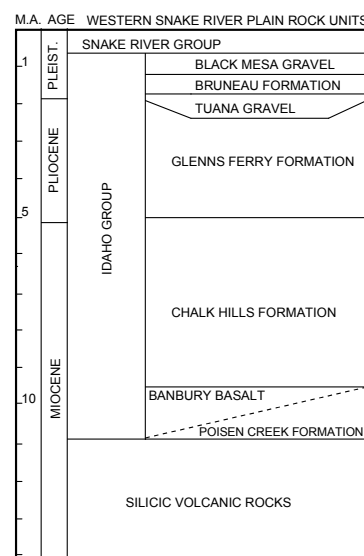 M.A. AGE WESTERN SNAKE RIVER PLAIN ROCK UNITS
SNAKE RIVER GROUP
PLEIST.
1
BLACK MESA GRAVEL
BRUNEAU FORMATION
TUANA GRAVEL
PLIOCENE
GLENNS FERRY FORMATION
5
IDAHO GROUP
CHALK HILLS FORMATION
MIOCENE
10
BANBURY BASALT
POISEN CREEK FORMATION
SILICIC VOLCANIC ROCKS